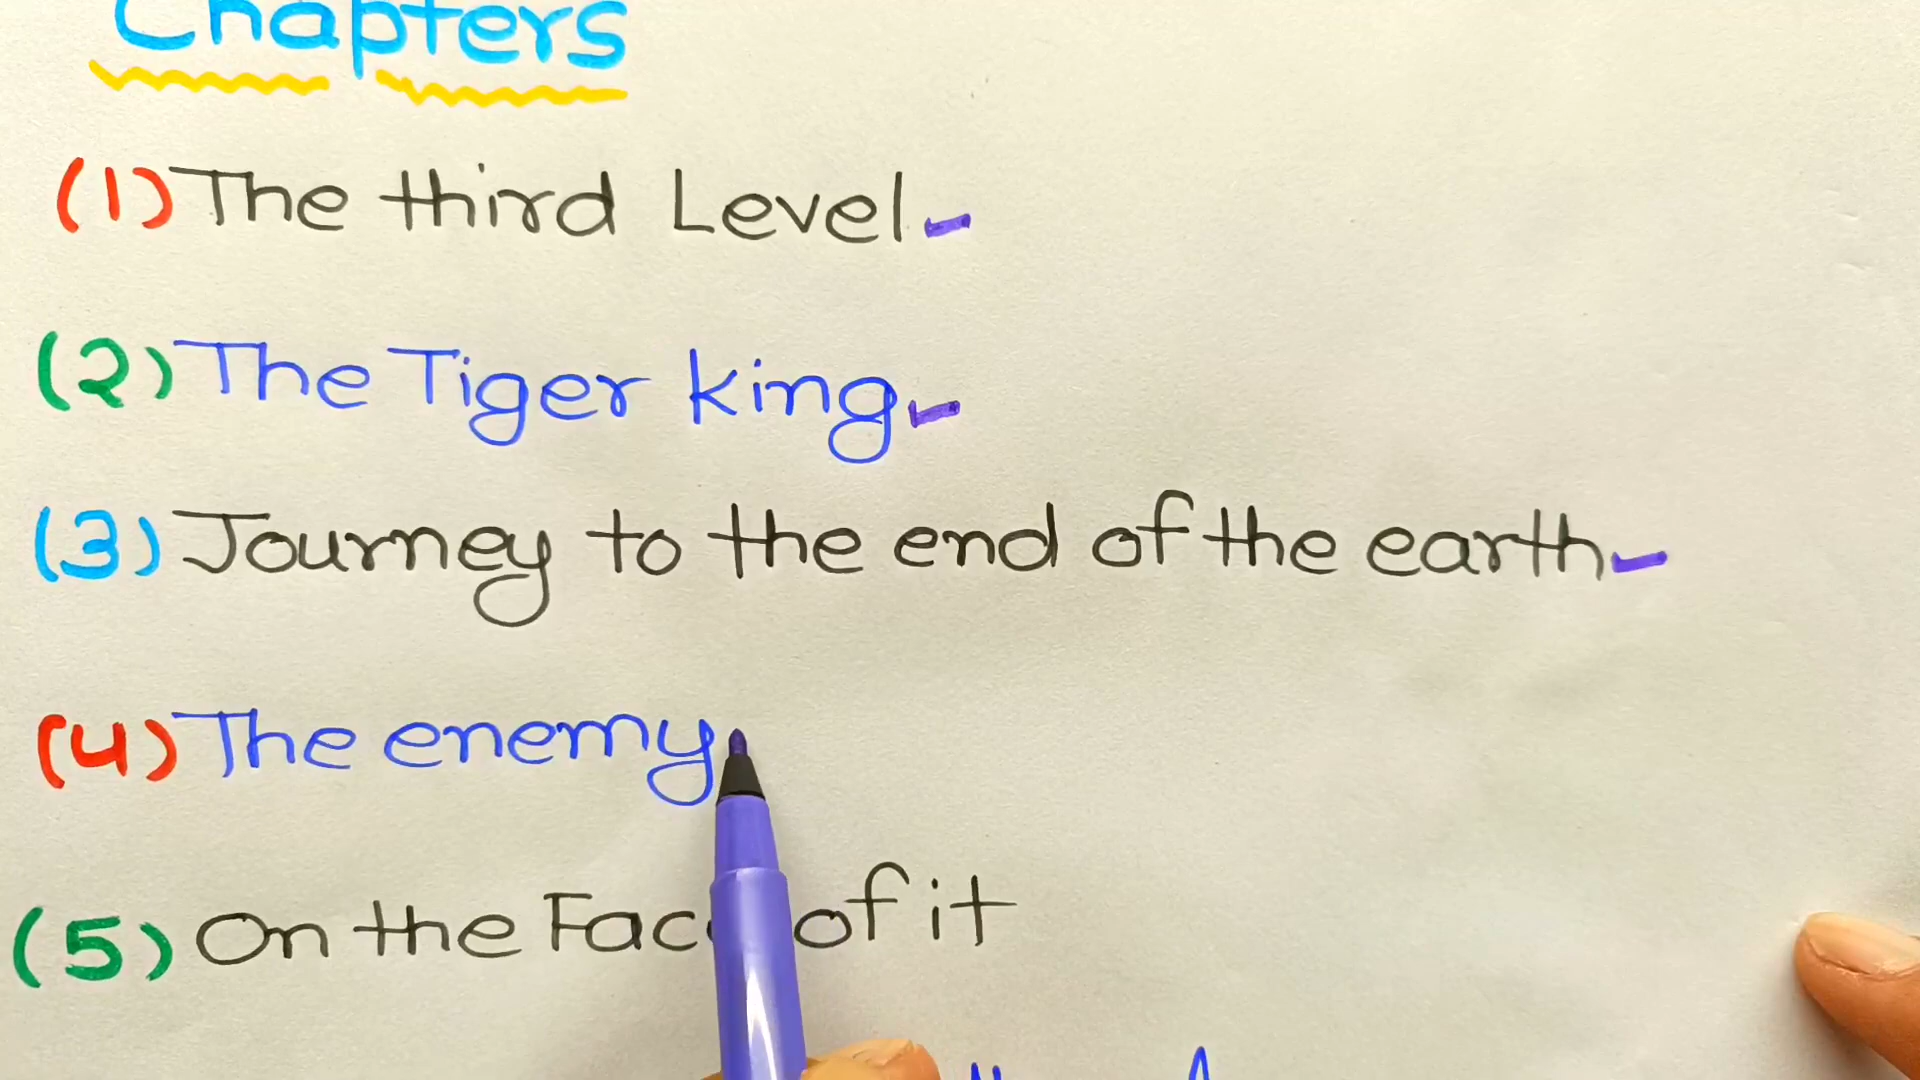 Chapters
(1) The third Level
(2) The Tiger king
(3) Journey to the end of the earth
(4) The enemy
(5) On the Face of it